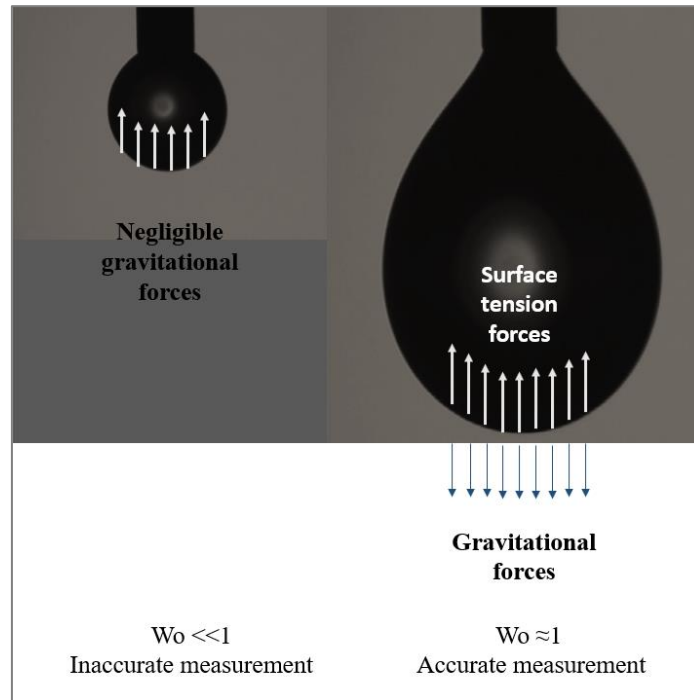 Negligible
gravitational
forces
Surface
tension
forces
Gravitational
forces
Wo <<1
Inaccurate measurement
Wo ≈1
Accurate measurement